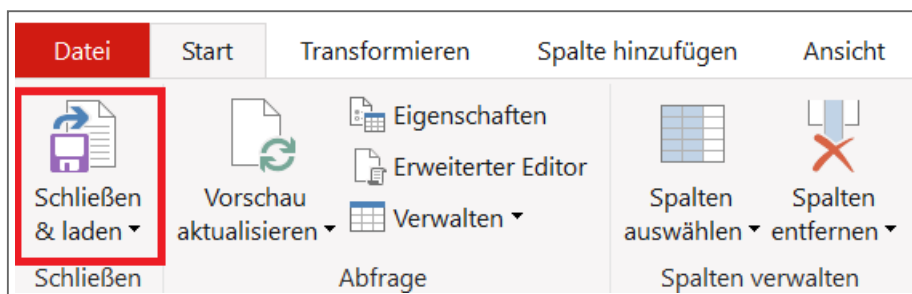 Datei Start Transformieren Spalte hinzufügen Ansicht
Schließen
& laden
Vorschau
aktualisieren
Eigenschaften
Erweiterter Editor
Verwalten
Spalten
auswählen
Spalten
entfernen
Schließen Abfrage Spalten verwalten